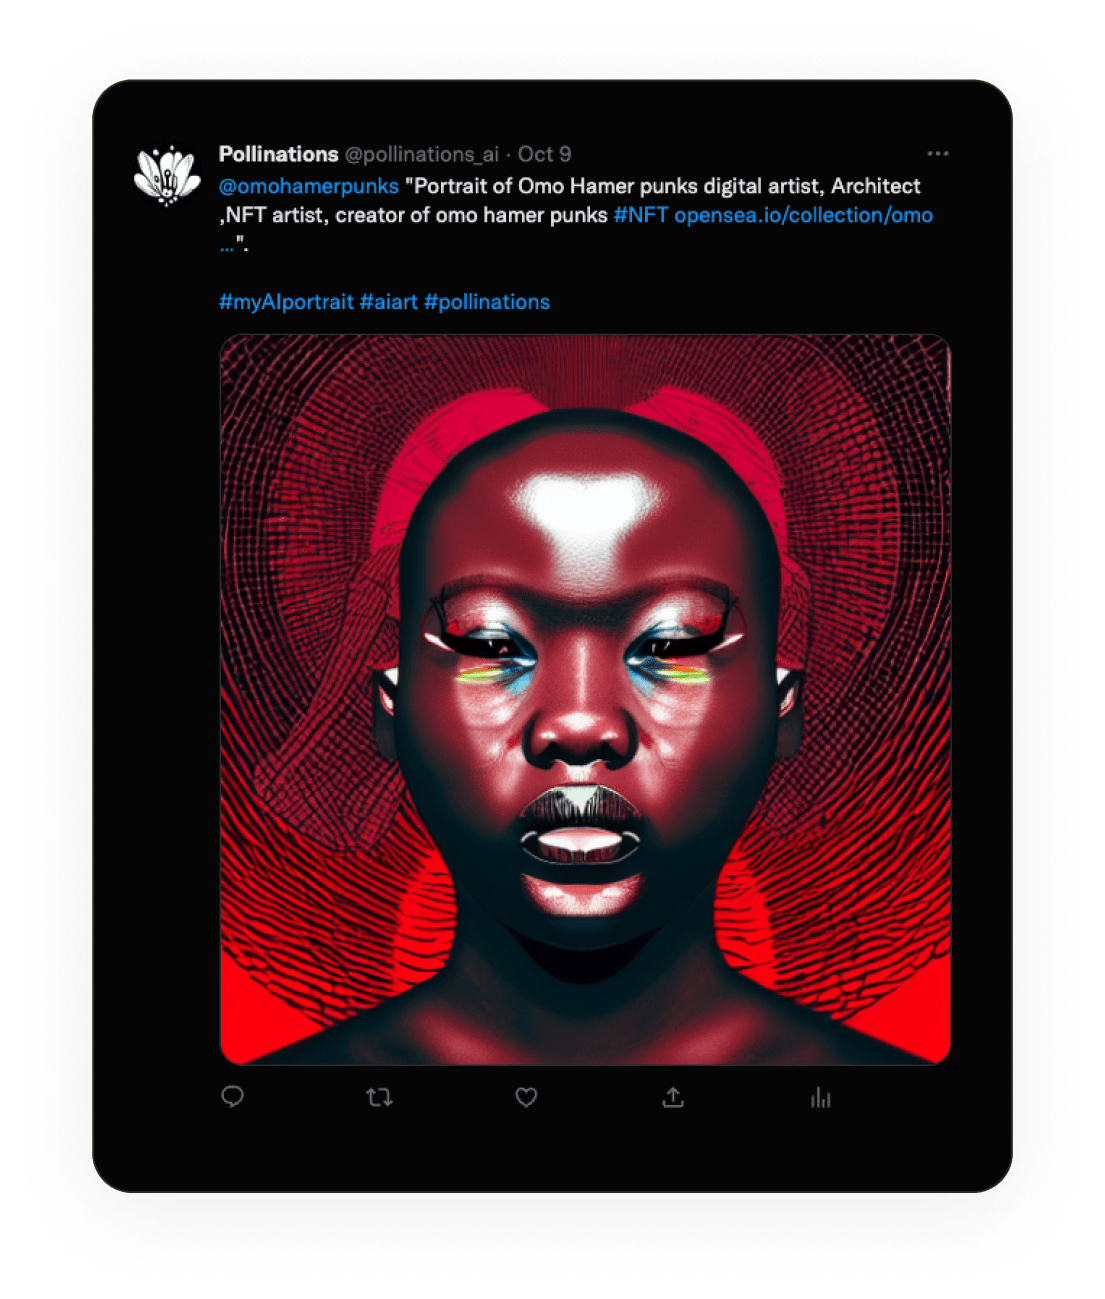 Pollinations @pollinations_ai · Oct 9
@omohamerpunks "Portrait of Omo Hamer punks digital artist, Architect
,NFT artist, creator of omo hamer punks #NFT opensea.io/collection/omo
…".
#myAIportrait #aiart #pollinations